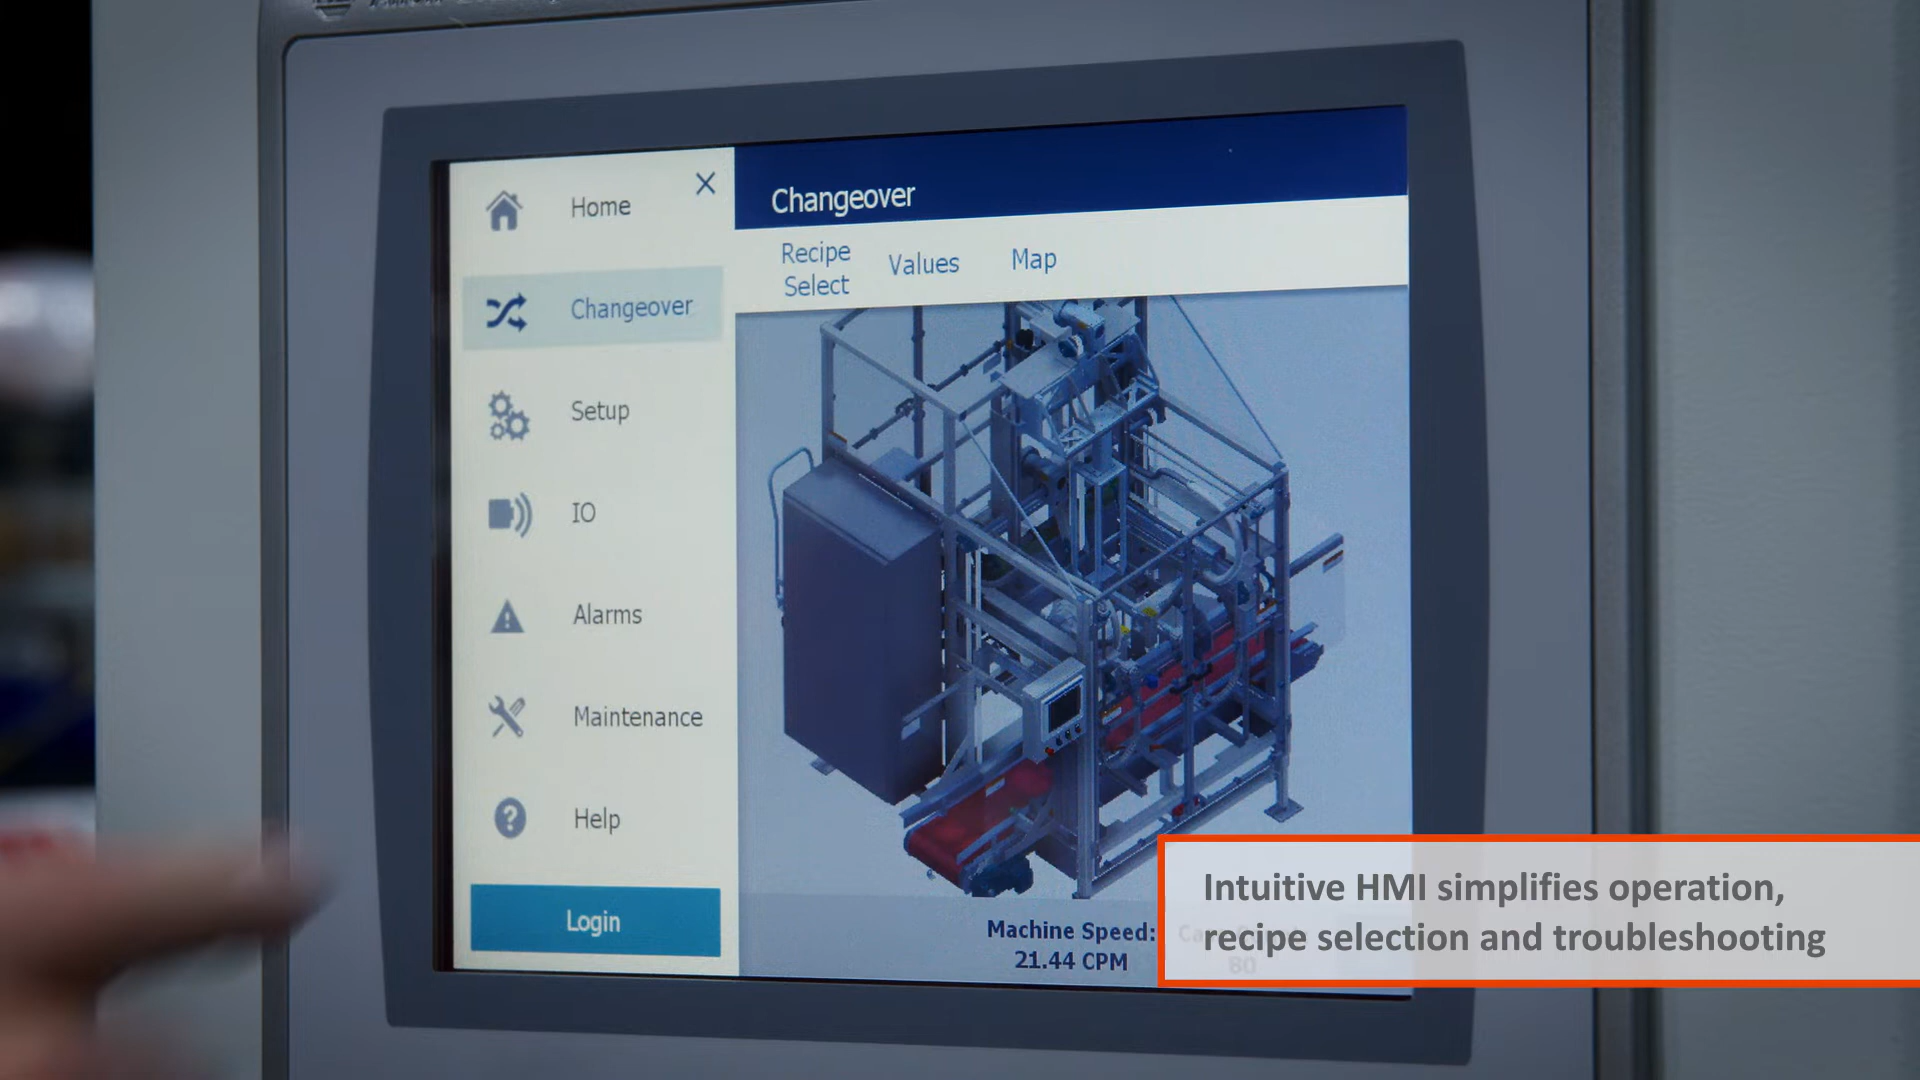 Home
Changeover
Setup
IO
Alarms
Maintenance
Help
Login
Changeover
Recipe
Select
Values
Map
Machine Speed:
21.44 CPM
80
Intuitive HMI simplifies operation,
recipe selection and troubleshooting